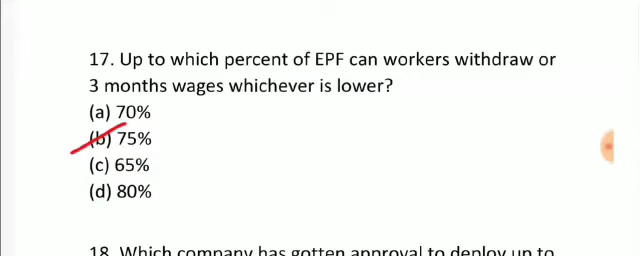 17. Up to which percent of EPF can workers withdraw or
3 months wages whichever is lower?
(a) 70%
(b) 75%
(c) 65%
(d) 80%
18. Which company has gotten approval to deploy up to